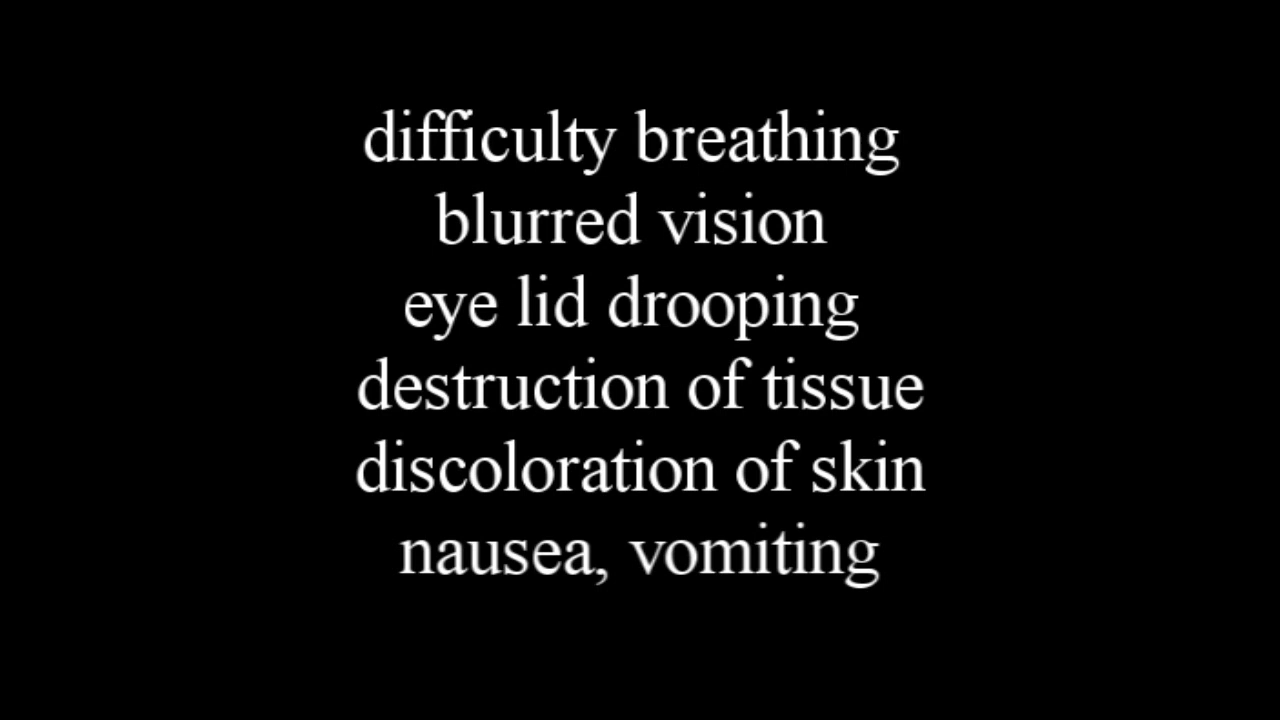 difficulty breathing
blurred vision
eye lid drooping
destruction of tissue
discoloration of skin
nausea, vomiting